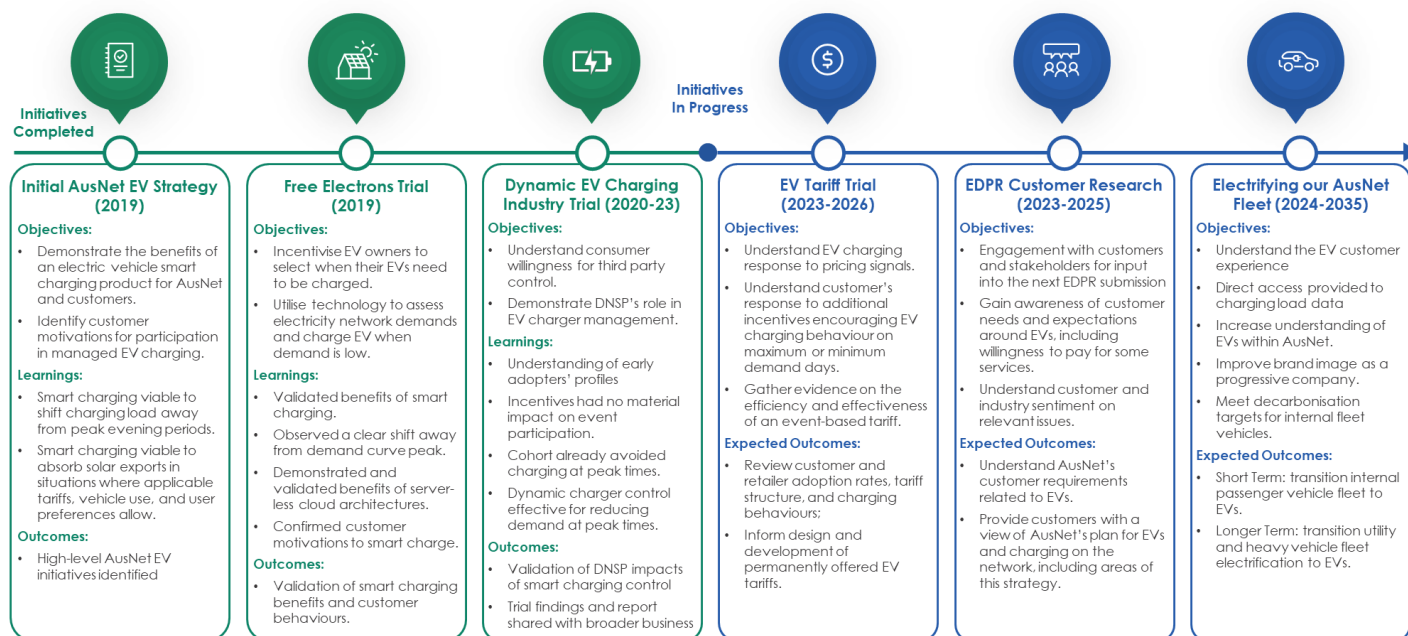 Initiatives
Completed
Initiatives
In Progress
Initial AusNet EV Strategy
(2019)
Objectives:
• Demonstrate the benefits of
an electric vehicle smart
charging product for AusNet
and customers.
• Identify customer
motivations for participation
in managed EV charging.
Learnings:
• Smart charging viable to
shift charging load away
from peak evening periods.
• Smart charging viable to
absorb solar exports in
situations where applicable
tariffs, vehicle use, and user
preferences allow.
Outcomes:
• High-level AusNet EV
initiatives identified
Free Electrons Trial
(2019)
Objectives:
• Incentivise EV owners to
select when their EVs need
to be charged.
• Utilise technology to assess
electricity network demands
and charge EV when
demand is low.
Learnings:
• Validated benefits of smart
charging.
• Observed a clear shift away
from demand curve peak.
• Demonstrated and
validated benefits of server-
less cloud architectures.
• Confirmed customer
motivations to smart charge.
Outcomes:
• Validation of smart charging
benefits and customer
behaviours.
Dynamic EV Charging
Industry Trial (2020-23)
Objectives:
• Understand consumer
willingness for third party
control.
• Demonstrate DNSP's role in
EV charger management.
Learnings:
• Understanding of early
adopters' profiles
• Incentives had no material
impact on event
participation.
• Cohort already avoided
charging at peak times.
• Dynamic charger control
effective for reducing
demand at peak times.
Outcomes:
• Validation of DNSP impacts
of smart charging control
• Trial findings and report
shared with broader business
$
EV Tariff Trial
(2023-2026)
Objectives:
• Understand EV charging
response to pricing signals.
• Understand customer's
response to additional
incentives encouraging EV
charging behaviour on
maximum or minimum
demand days.
• Gather evidence on the
efficiency and effectiveness
of an event-based tariff.
Expected Outcomes:
• Review customer and
retailer adoption rates, tariff
structure, and charging
behaviours;
• Inform design and
development of
permanently offered EV
tariffs.
EDPR Customer Research
(2023-2025)
Objectives:
• Engagement with customers
and stakeholders for input
into the next EDPR submission
• Gain awareness of customer
needs and expectations
around EVs, including
willingness to pay for some
services.
• Understand customer and
industry sentiment on
relevant issues.
Expected Outcomes:
• Understand AusNet's
customer requirements
related to EVs.
• Provide customers with a
view of AusNet's plan for EVs
and charging on the
network, including areas of
this strategy.
Electrifying our AusNet
Fleet (2024-2035)
Objectives:
• Understand the EV customer
experience
• Direct access provided to
charging load data
• Increase understanding of
EVs within AusNet.
• Improve brand image as a
progressive company.
• Meet decarbonisation
targets for internal fleet
vehicles.
Expected Outcomes:
• Short Term: transition internal
passenger vehicle fleet to
EVs.
• Longer Term: transition utility
and heavy vehicle fleet
electrification to EVs.